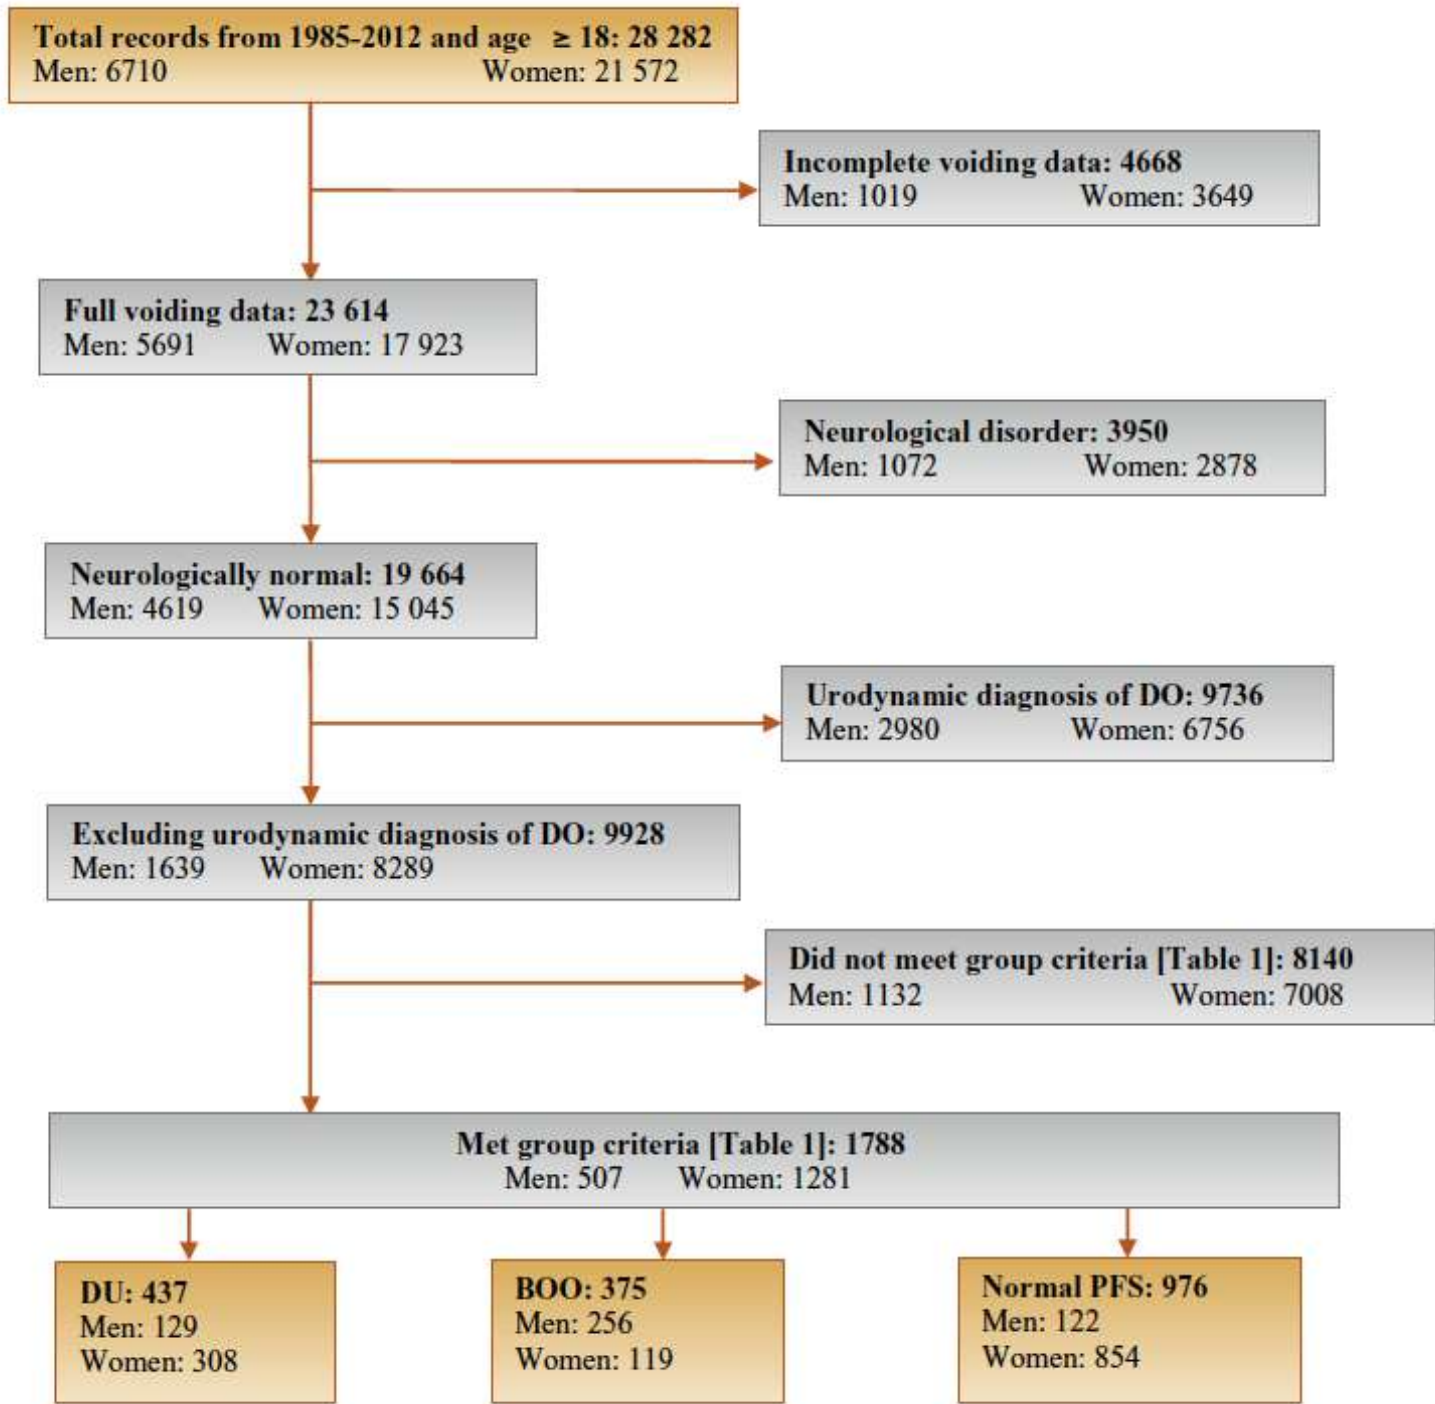 Total records from 1985-2012 and age ≥ 18: 28 282
Men: 6710 Women: 21 572
Incomplete voiding data: 4668
Men: 1019 Women: 3649
Full voiding data: 23 614
Men: 5691 Women: 17 923
Neurological disorder: 3950
Men: 1072 Women: 2878
Neurologically normal: 19 664
Men: 4619 Women: 15 045
Urodynamic diagnosis of DO: 9736
Men: 2980 Women: 6756
Excluding urodynamic diagnosis of DO: 9928
Men: 1639 Women: 8289
Did not meet group criteria [Table 1]: 8140
Men: 1132 Women: 7008
Met group criteria [Table 1]: 1788
Men: 507 Women: 1281
DU: 437
Men: 129
Women: 308
BOO: 375
Men: 256
Women: 119
Normal PFS: 976
Men: 122
Women: 854